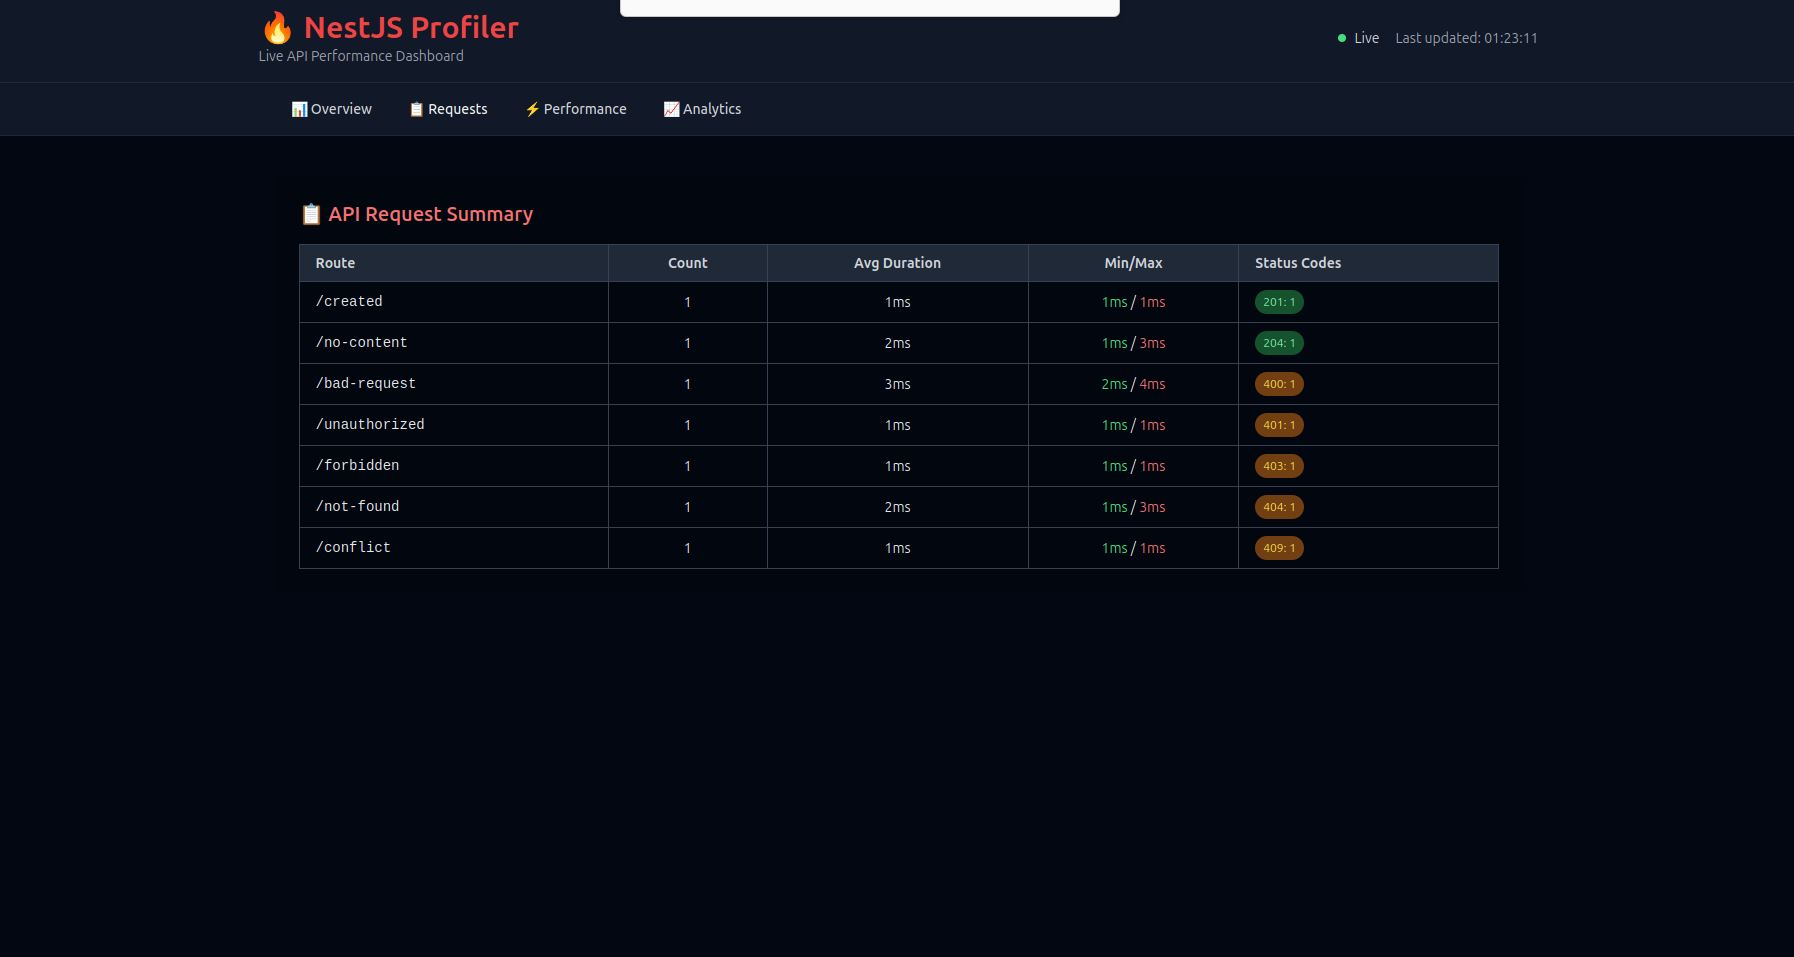 🔥 NestJS Profiler
Live API Performance Dashboard
Live Last updated: 01:23:11
📊 Overview 📋 Requests ⚡ Performance 📈 Analytics
📋 API Request Summary
Route Count Avg Duration Min/Max Status Codes
/created 1 1ms 1ms / 1ms 201: 1
/no-content 1 2ms 1ms / 3ms 204: 1
/bad-request 1 3ms 2ms / 4ms 400: 1
/unauthorized 1 1ms 1ms / 1ms 401: 1
/forbidden 1 1ms 1ms / 1ms 403: 1
/not-found 1 2ms 1ms / 3ms 404: 1
/conflict 1 1ms 1ms / 1ms 409: 1